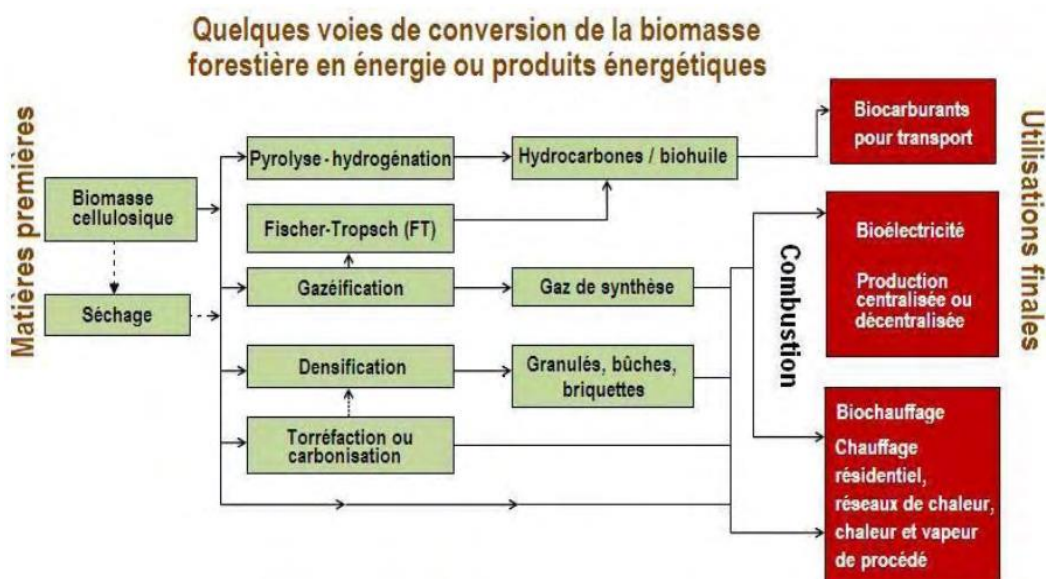 Quelques voies de conversion de la biomasse
forestière en énergie ou produits énergétiques
Matières premières
Biomasse
cellulosique
Séchage
Pyrolyse - hydrogénation
Fischer-Tropsch (FT)
Gazéification
Densification
Torréfaction ou
carbonisation
Hydrocarbones / biohuile
Gaz de synthèse
Granulés, bûches,
briquettes
Combustion
Biocarburants
pour transport
Bioélectricité
Production
centralisée ou
décentralisée
Biochauffage
Chauffage
résidentiel,
réseaux de chaleur,
chaleur et vapeur
de procédé
Utilisations finales